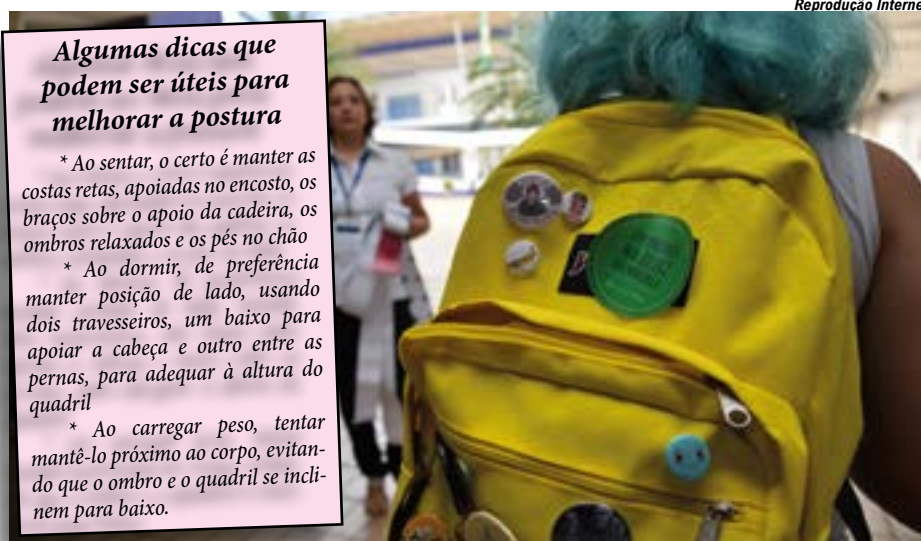 Reprodução Interne
Algumas dicas que
podem ser úteis para
melhorar a postura
* Ao sentar, o certo é manter as
costas retas, apoiadas no encosto, os
braços sobre o apoio da cadeira, os
ombros relaxados e os pés no chão
* Ao dormir, de preferência
manter posição de lado, usando
dois travesseiros, um baixo para
apoiar a cabeça e outro entre as
pernas, para adequar à altura do
quadril
* Ao carregar peso, tentar
mantê-lo próximo ao corpo, evitan-
do que o ombro e o quadril se incli-
nem para baixo.